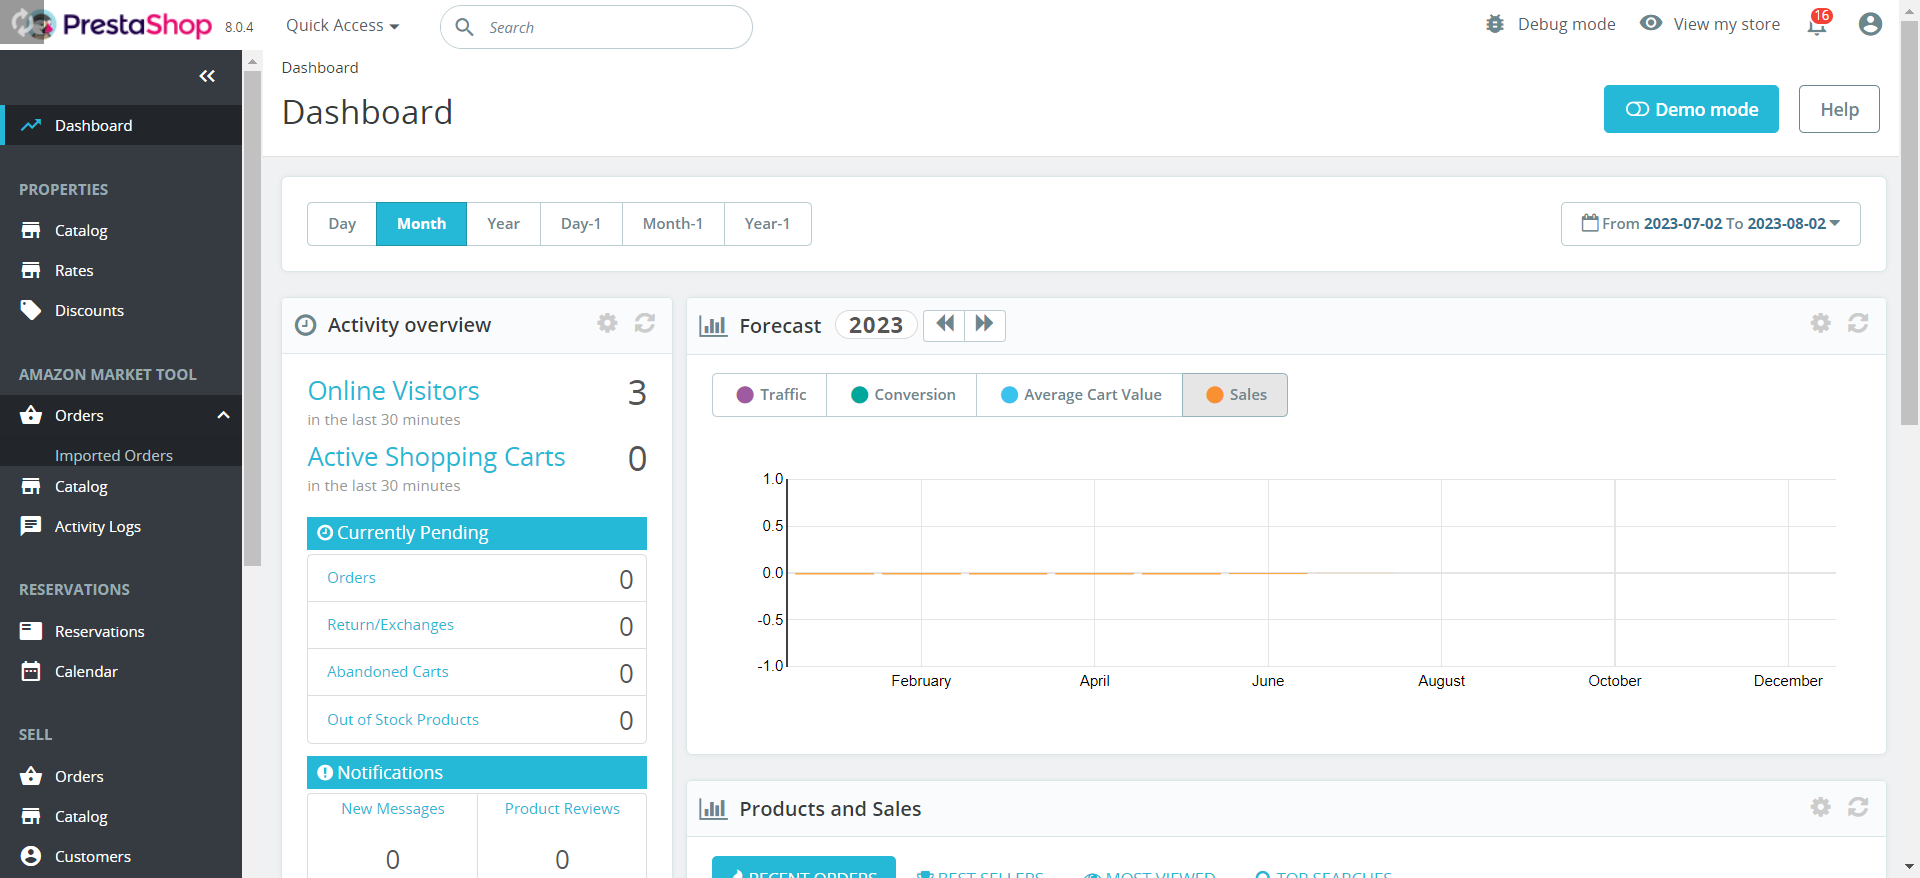 PrestaShop 8.0.4 Quick Access Search Debug mode View my store 16
Dashboard
Dashboard
Demo mode Help
Dashboard
PROPERTIES
Catalog
Rates
Discounts
AMAZON MARKET TOOL
Orders
Imported Orders
Catalog
Activity Logs
RESERVATIONS
Reservations
Calendar
SELL
Orders
Catalog
Customers
Day Month Year Day-1 Month-1 Year-1 From 2023-07-02 To 2023-08-02
Activity overview
Online Visitors 3
in the last 30 minutes
Active Shopping Carts 0
in the last 30 minutes
Currently Pending
Orders 0
Return/Exchanges 0
Abandoned Carts 0
Out of Stock Products 0
Notifications
New Messages Product Reviews
0 0
Forecast 2023
Traffic Conversion Average Cart Value Sales
1.0
0.5
0.0
-0.5
-1.0
February April June August October December
Products and Sales
RECENT ORDERS BEST SELLERS MOST VIEWED TOP SEARCHES